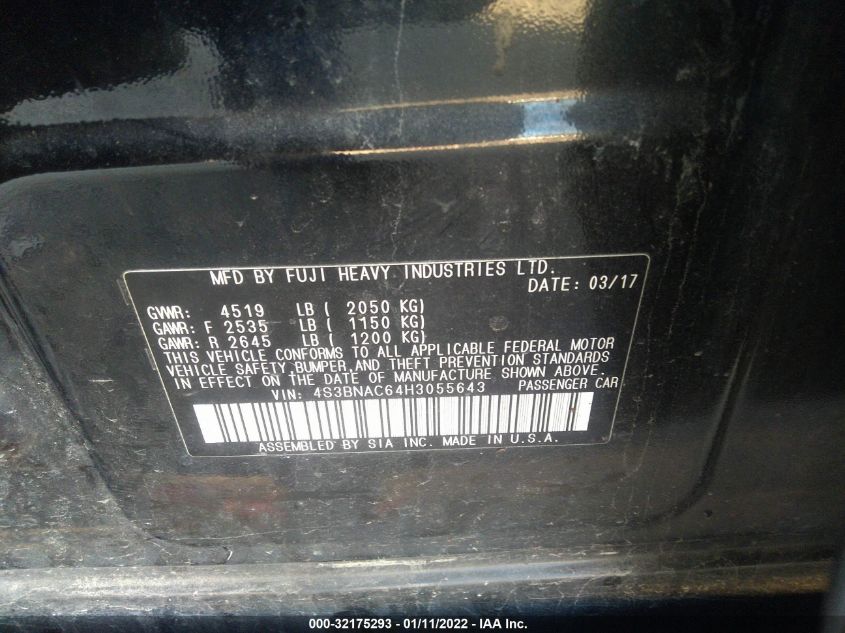 MFD BY FUJI HEAVY INDUSTRIES LTD.
DATE: 03/17
GVWR: 4519 LB ( 2050 KG)
GAWR: F 2535 LB ( 1150 KG)
GAWR: R 2645 LB ( 1200 KG)
THIS VEHICLE CONFORMS TO ALL APPLICABLE FEDERAL MOTOR
VEHICLE SAFETY,BUMPER,AND THEFT PREVENTION STANDARDS
IN EFFECT ON THE DATE OF MANUFACTURE SHOWN ABOVE.
VIN: 4S3BNAC64H3055643 PASSENGER CAR
ASSEMBLED BY SIA INC. MADE IN U.S.A.
000-32175293 - 01/11/2022 - IAA Inc.